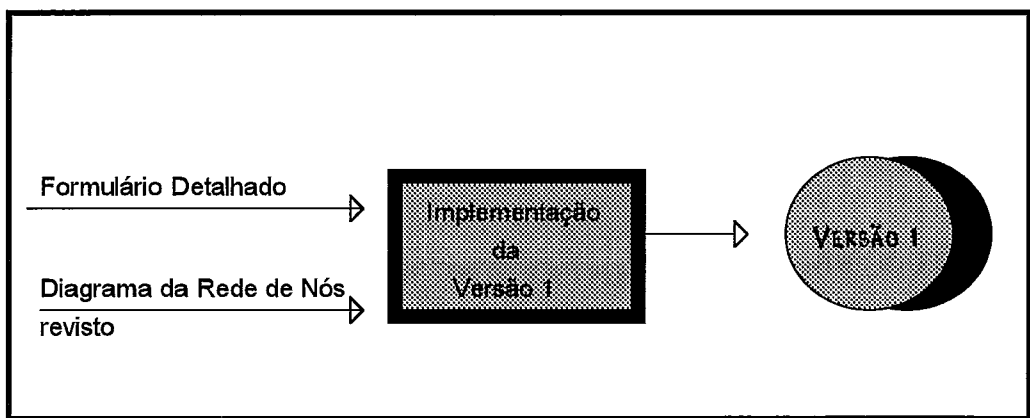 Formulário Detalhado
Diagrama da Rede de Nós
revisto
Implementação
da
Versão 1
VERSÃO 1